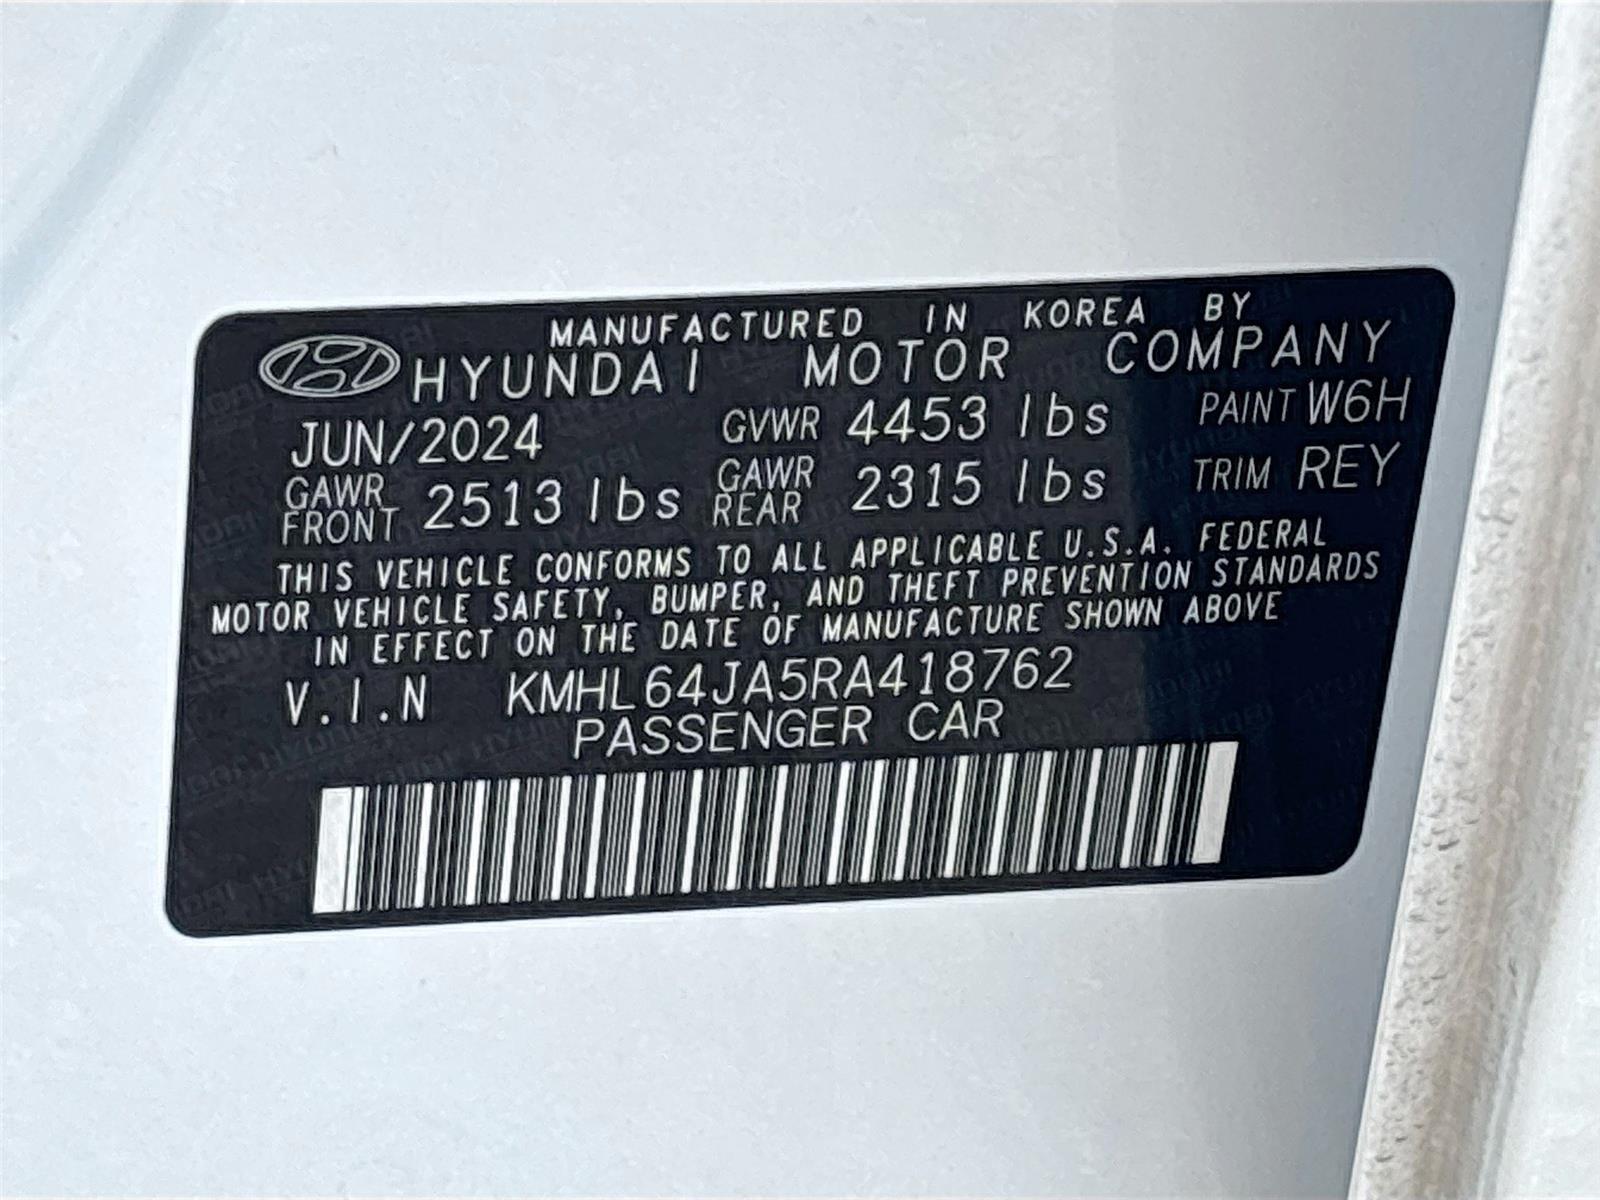 MANUFACTURED IN KOREA BY
HYUNDAI MOTOR COMPANY
JUN/2024 GVWR 4453 lbs PAINT W6H
GAWR FRONT 2513 lbs GAWR REAR 2315 lbs TRIM REY
THIS VEHICLE CONFORMS TO ALL APPLICABLE U.S.A. FEDERAL
MOTOR VEHICLE SAFETY, BUMPER, AND THEFT PREVENTION STANDARDS
IN EFFECT ON THE DATE OF MANUFACTURE SHOWN ABOVE
V.I.N KMHL64JA5RA418762
PASSENGER CAR